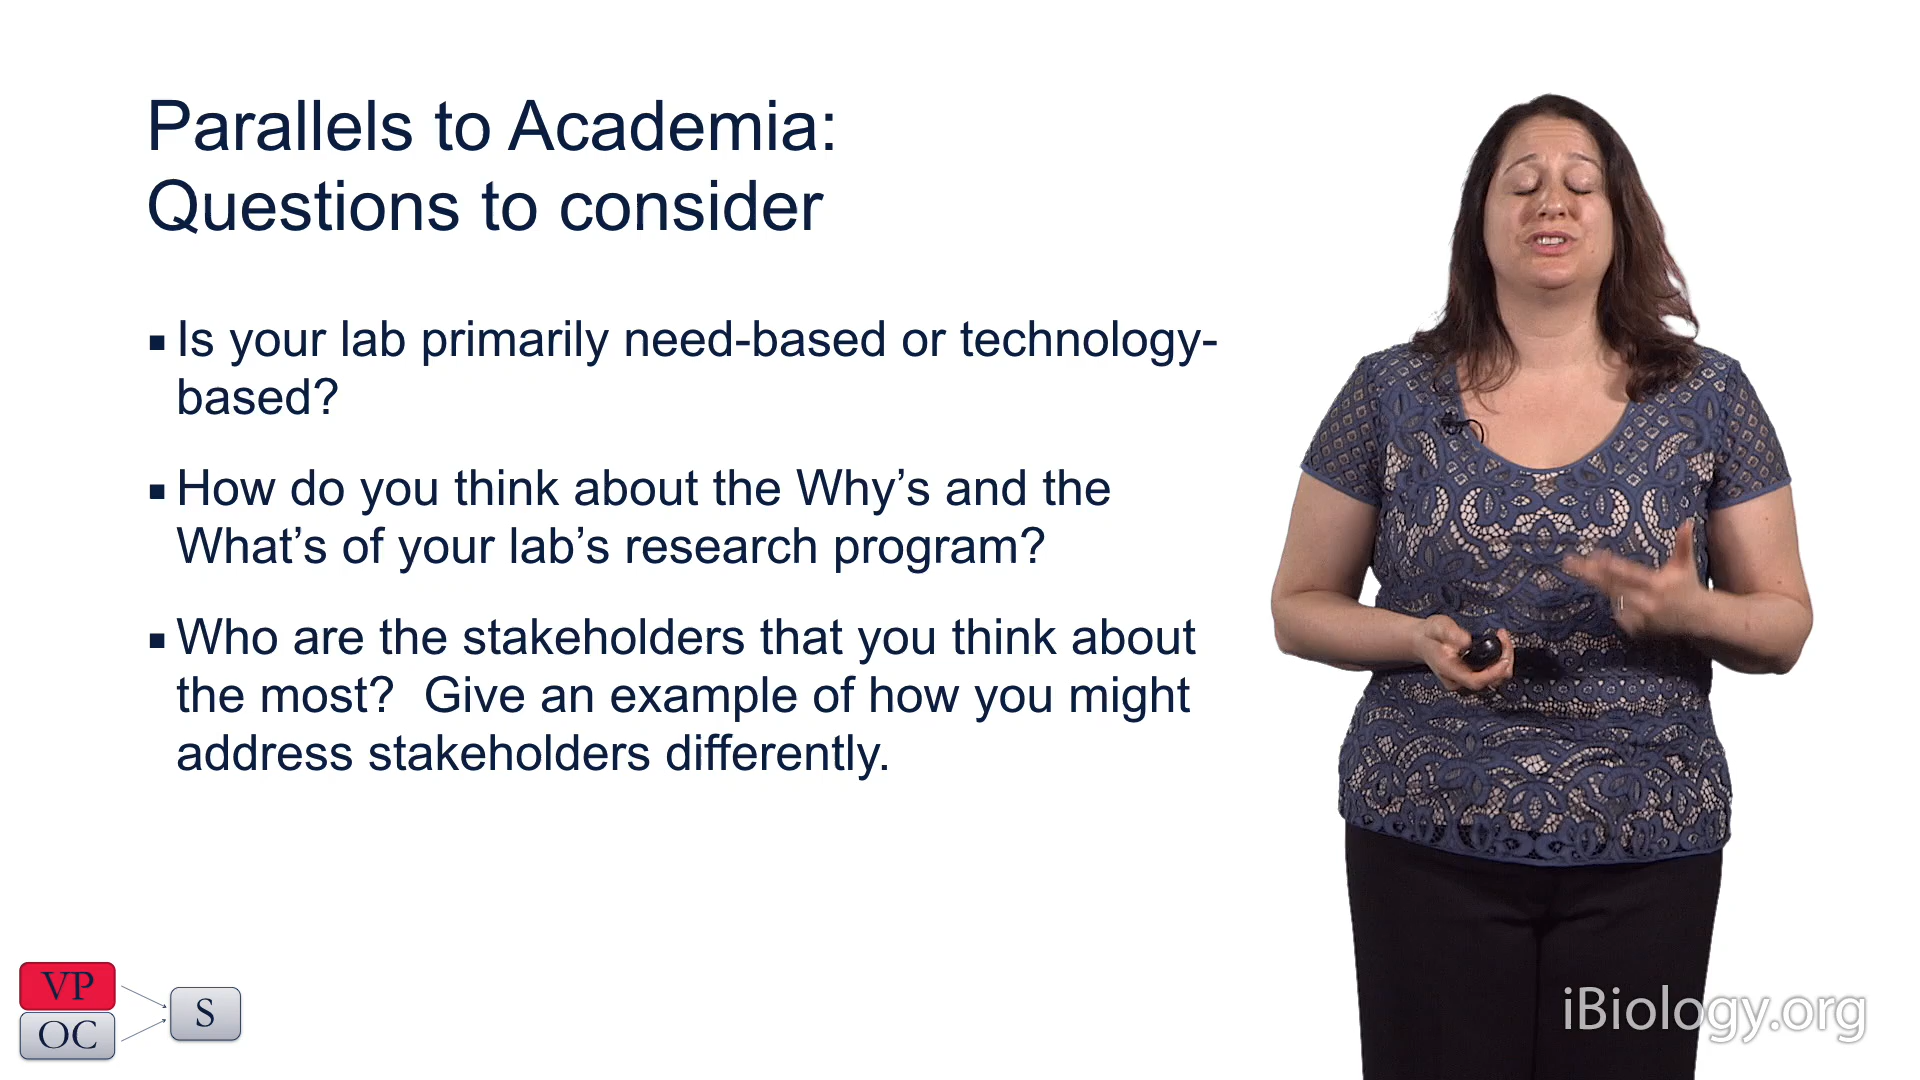 Parallels to Academia:
Questions to consider
▪ Is your lab primarily need-based or technology-
based?
▪ How do you think about the Why’s and the
What’s of your lab’s research program?
▪ Who are the stakeholders that you think about
the most?  Give an example of how you might
address stakeholders differently.
VP
OC
S
iBiology.org